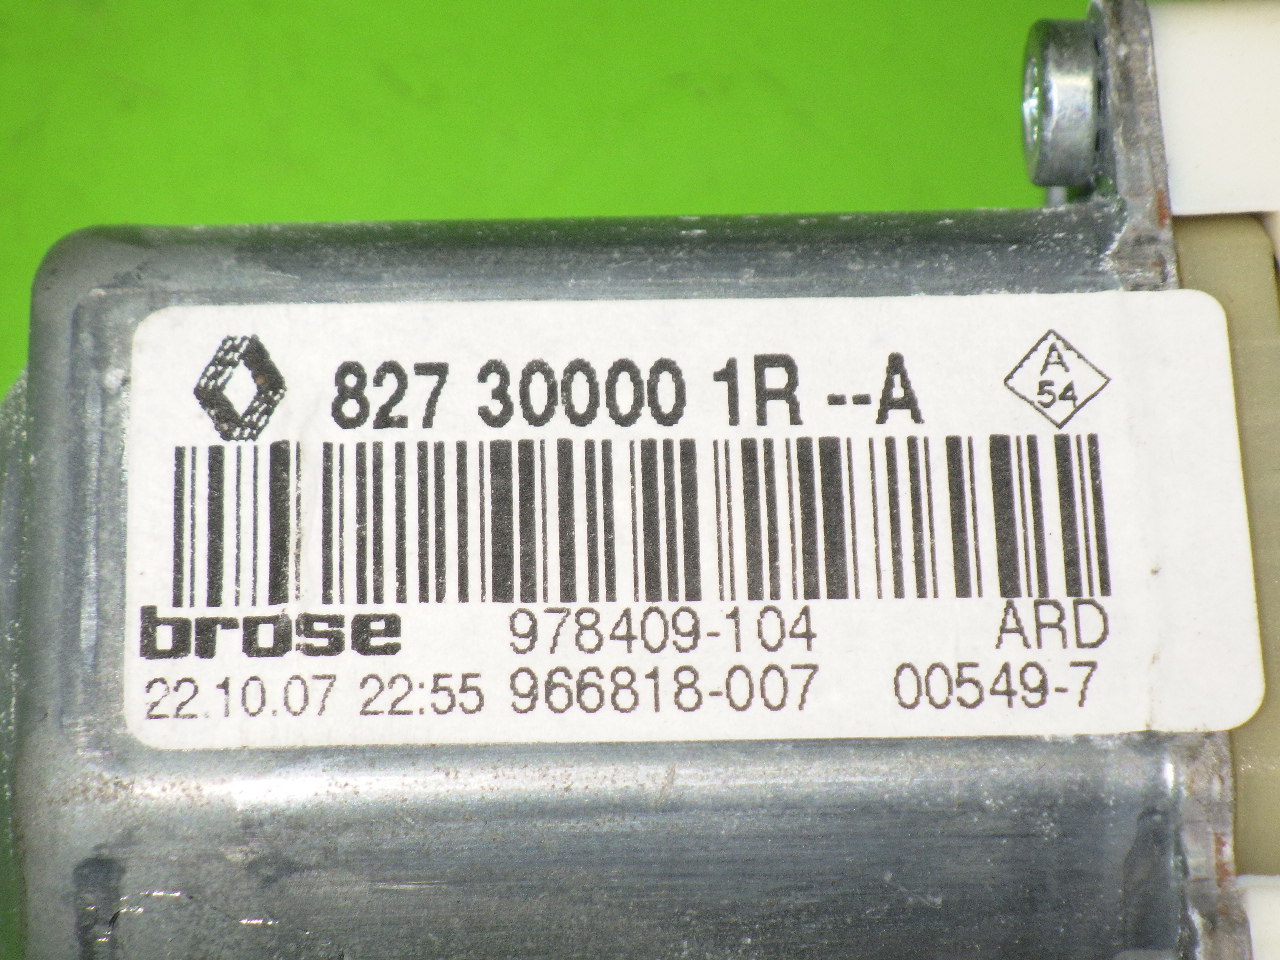 827 30000 1R --A
A
54
brose 978409-104 ARD
22.10.07 22:55 966818-007 00549-7